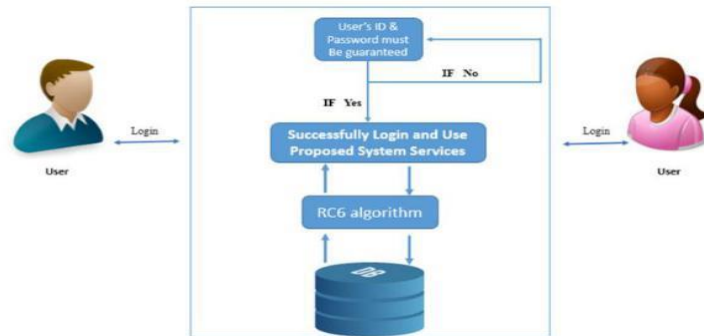 User's ID &
Password must
Be guaranteed
IF No
IF Yes
Login
User
Successfully Login and Use
Proposed System Services
Login
User
RC6 algorithm
DB